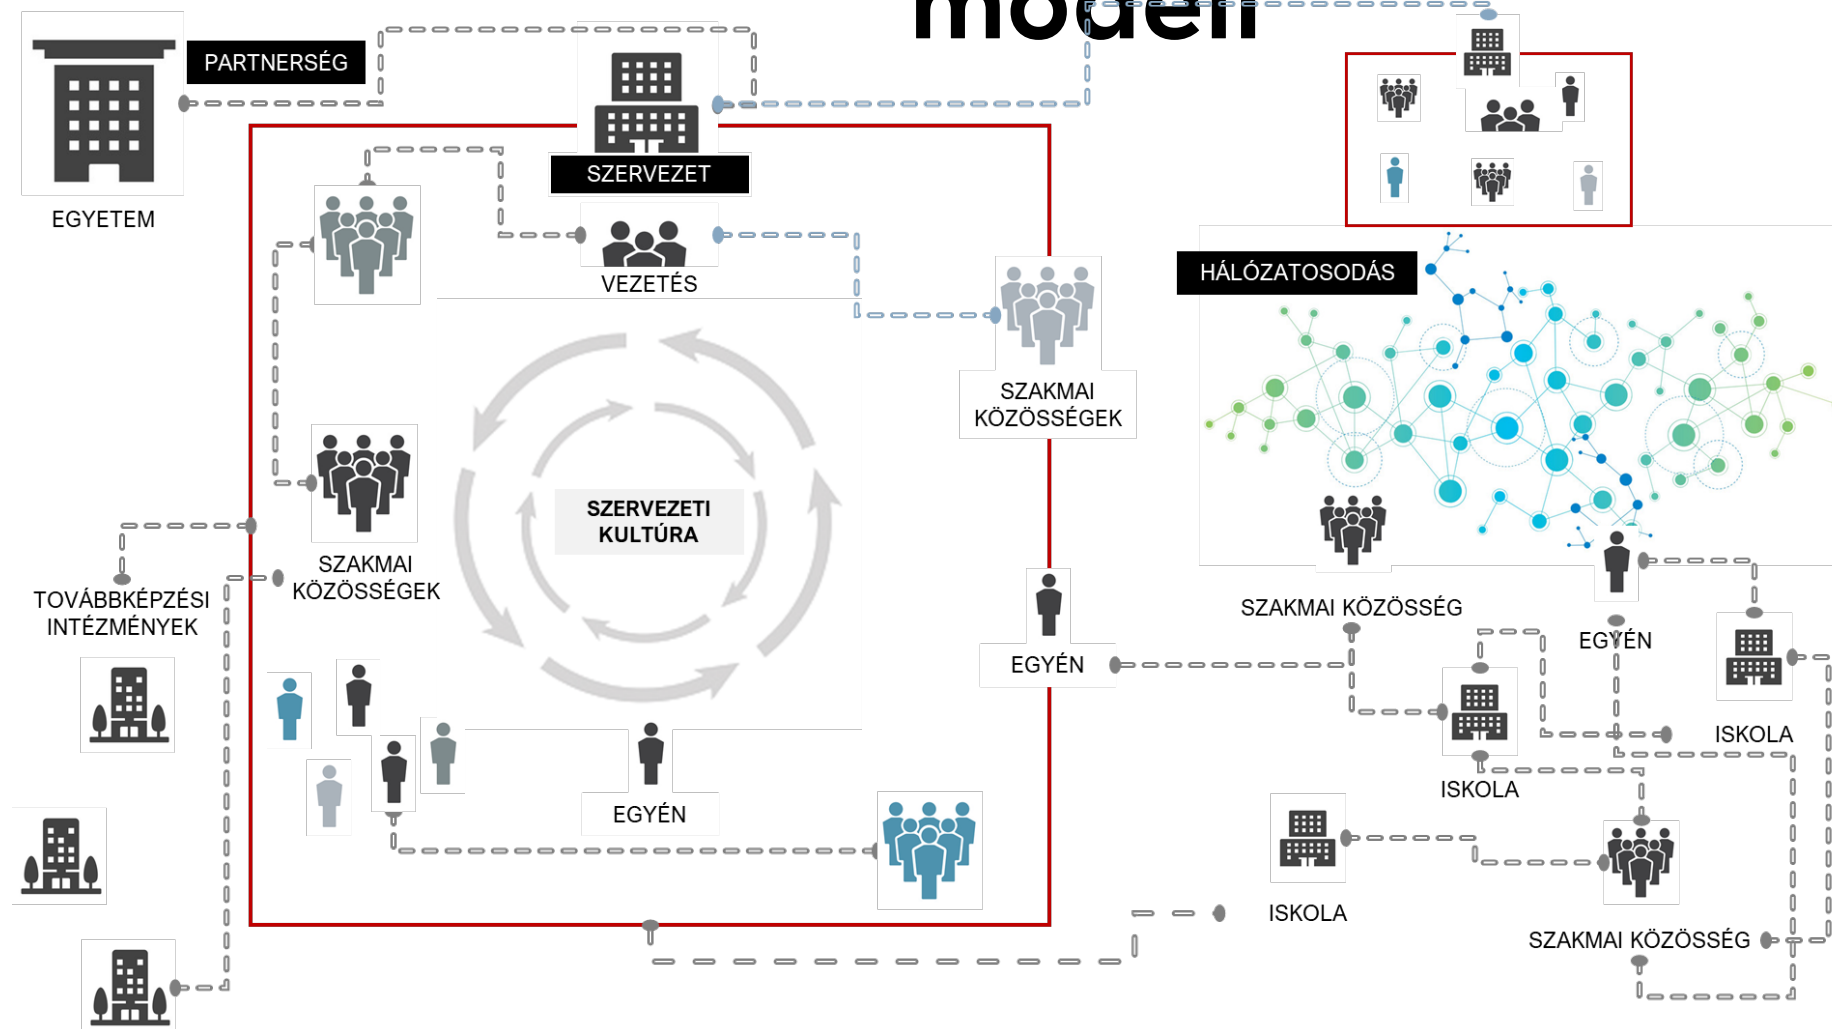 modell
PARTNERSÉG
EGYETEM
SZERVEZET
VEZETÉS
SZAKMAI
KÖZÖSSÉGEK
SZERVEZETI
KULTÚRA
SZAKMAI
KÖZÖSSÉGEK
TOVÁBBKÉPZÉSI
INTÉZMÉNYEK
EGYÉN
EGYÉN
HÁLÓZATOSODÁS
SZAKMAI KÖZÖSSÉG
EGYÉN
ISKOLA
ISKOLA
ISKOLA
SZAKMAI KÖZÖSSÉG